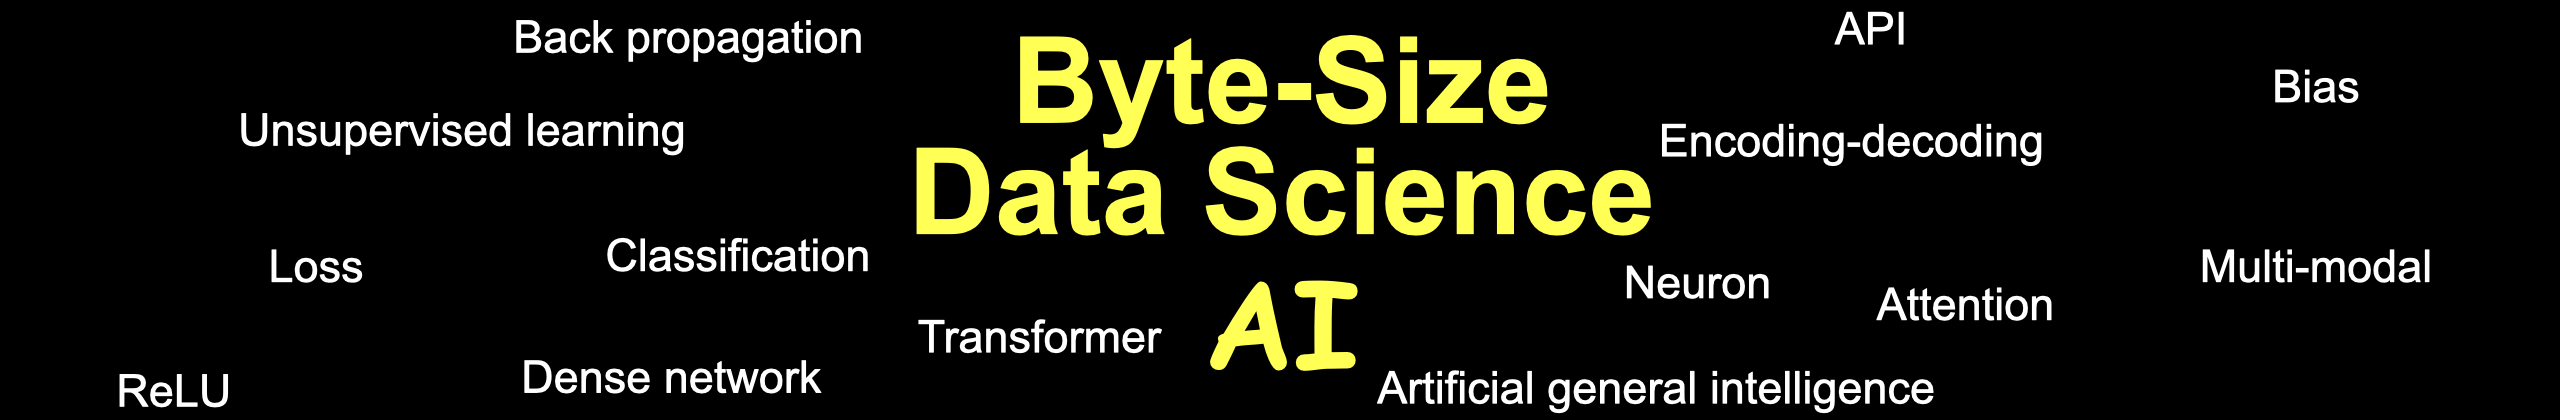 Back propagation
Byte-Size
API
Bias
Unsupervised learning
Encoding-decoding
Data Science
Loss
Classification
Neuron
Attention
Multi-modal
Transformer
AI
ReLU
Dense network
Artificial general intelligence